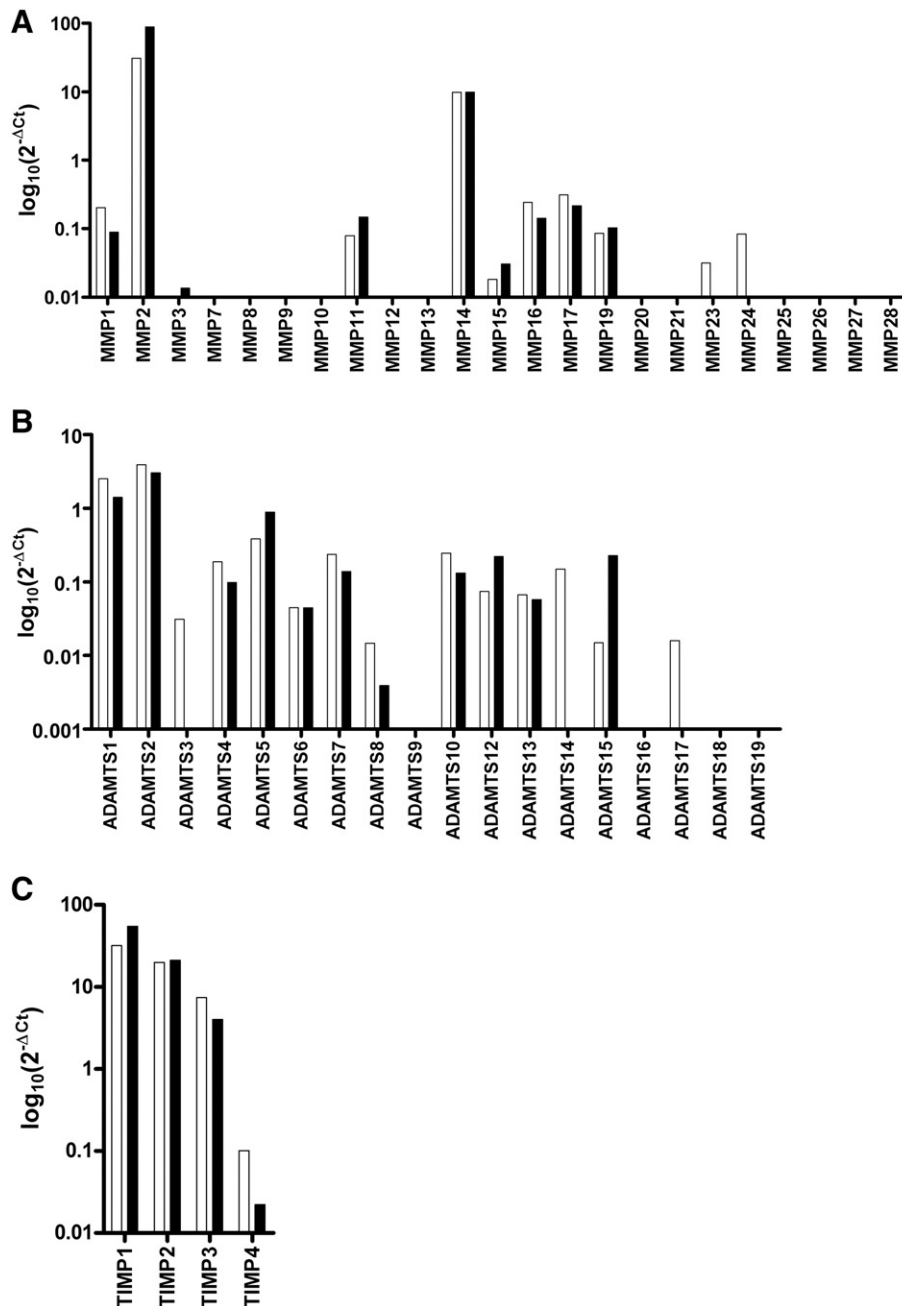 A
log10(2-ΔCt)
100
10
1
0.1
0.01
MMP1
MMP2
MMP3
MMP7
MMP8
MMP9
MMP10
MMP11
MMP12
MMP13
MMP14
MMP15
MMP16
MMP17
MMP19
MMP20
MMP21
MMP23
MMP24
MMP25
MMP26
MMP27
MMP28
B
log10(2-ΔCt)
10
1
0.1
0.01
0.001
ADAMTS1
ADAMTS2
ADAMTS3
ADAMTS4
ADAMTS5
ADAMTS6
ADAMTS7
ADAMTS8
ADAMTS9
ADAMTS10
ADAMTS12
ADAMTS13
ADAMTS14
ADAMTS15
ADAMTS16
ADAMTS17
ADAMTS18
ADAMTS19
C
log10(2-ΔCt)
100
10
1
0.1
0.01
TIMP1
TIMP2
TIMP3
TIMP4